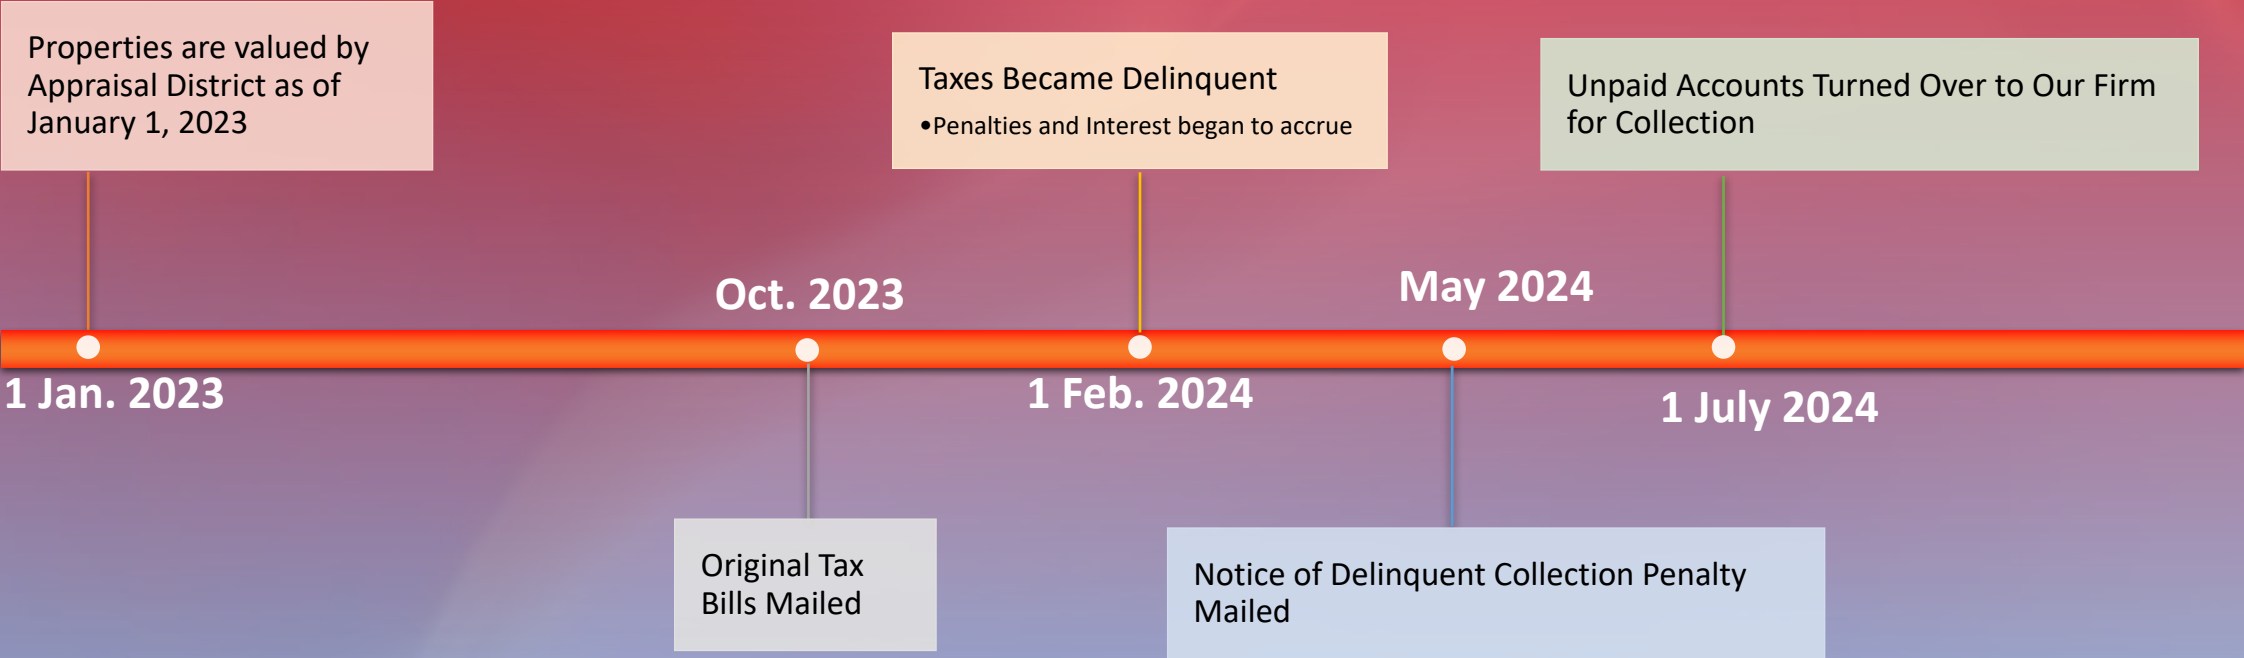 Properties are valued by
Appraisal District as of
January 1, 2023
Taxes Became Delinquent
•Penalties and Interest began to accrue
Unpaid Accounts Turned Over to Our Firm
for Collection
Oct. 2023
May 2024
1 Jan. 2023
1 Feb. 2024
1 July 2024
Original Tax
Bills Mailed
Notice of Delinquent Collection Penalty
Mailed